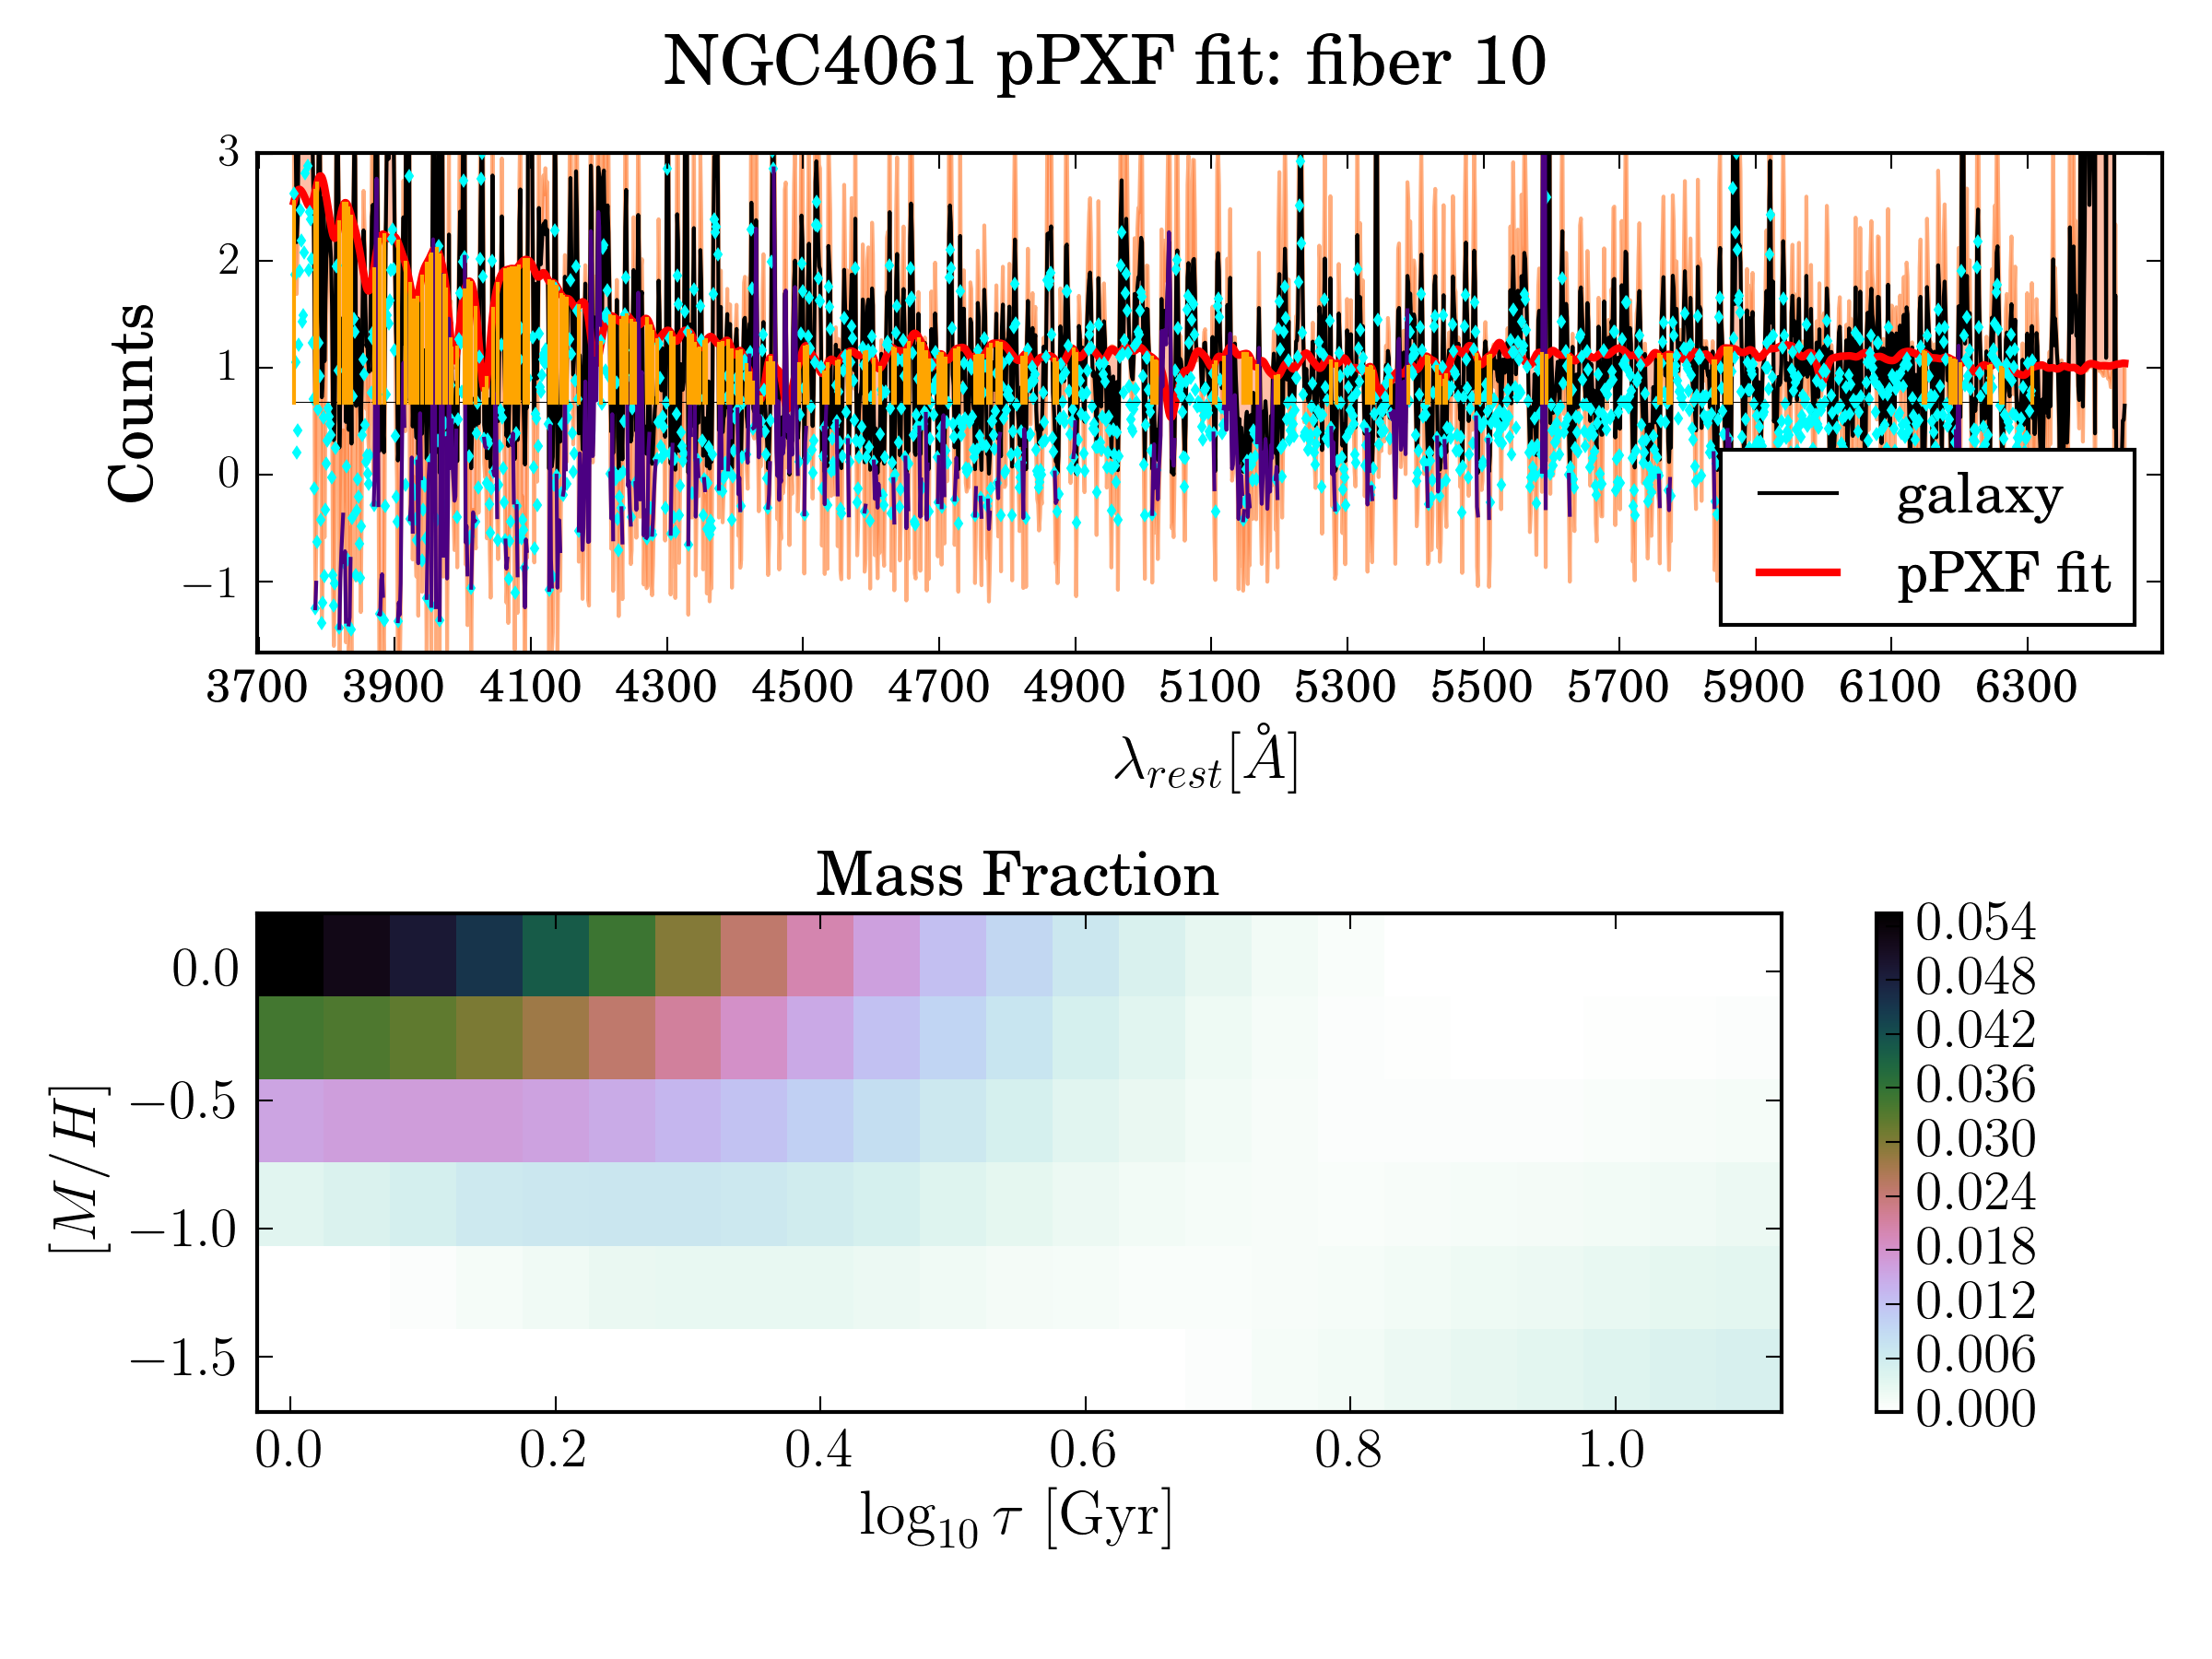 NGC4061 pPXF fit: fiber 10
3
2
1
0
−1
Counts
galaxy
pPXF fit
3700 3900 4100 4300 4500 4700 4900 5100 5300 5500 5700 5900 6100 6300
λ_rest[Å]
Mass Fraction
0.0
−0.5
−1.0
−1.5
[M/H]
0.0 0.2 0.4 0.6 0.8 1.0
log₁₀ τ [Gyr]
0.054
0.048
0.042
0.036
0.030
0.024
0.018
0.012
0.006
0.000